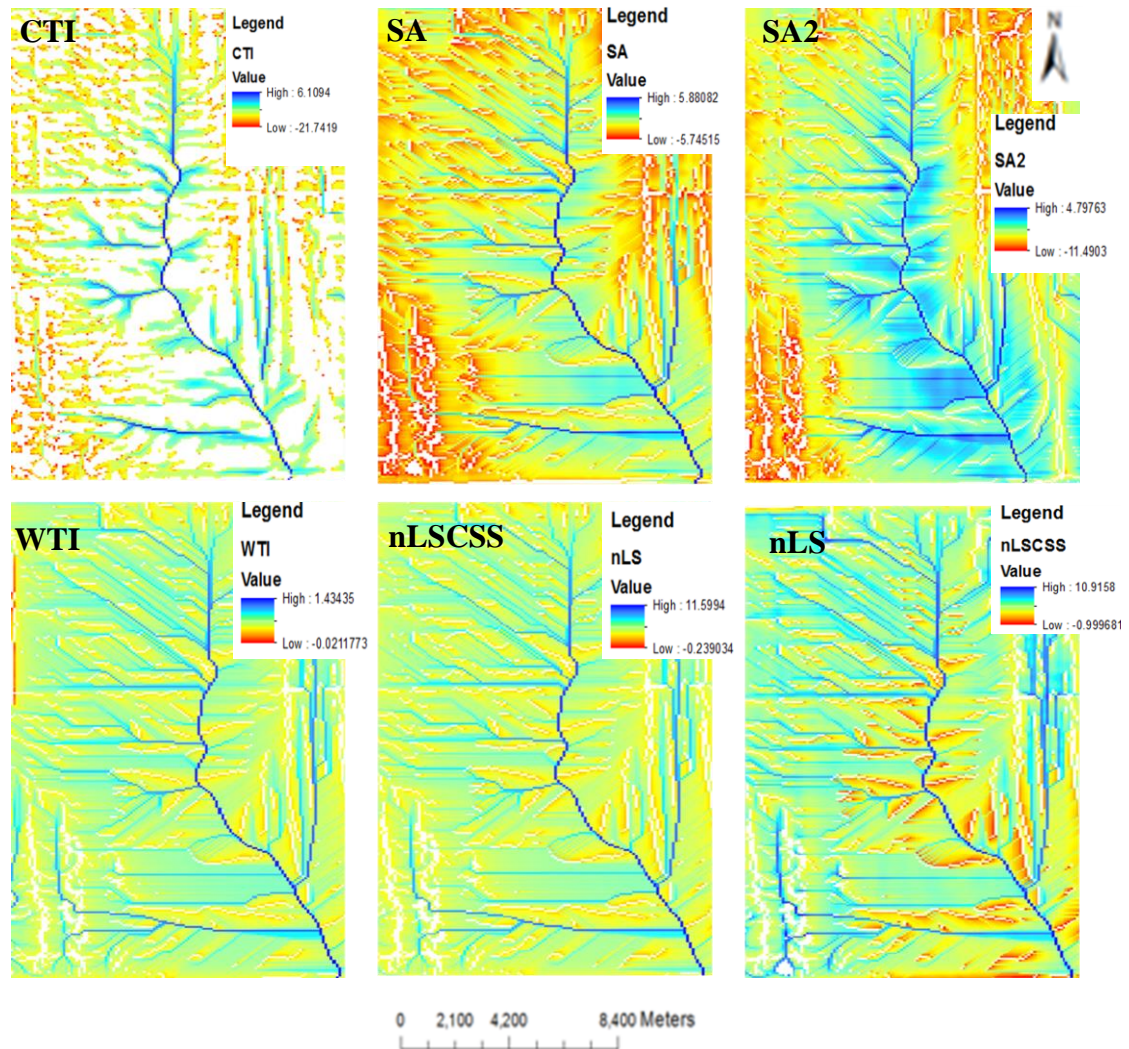 CTI
Legend
CTI
Value
High : 6.1094
Low : -21.7419
SA
Legend
SA
Value
High : 5.88082
Low : -5.74515
SA2
N
Legend
SA2
Value
High : 4.79763
Low : -11.4903
WTI
Legend
WTI
Value
High : 1.43435
Low : -0.0211773
nLSCSS
Legend
nLS
Value
High : 11.5994
Low : -0.239034
nLS
Legend
nLSCSS
Value
High : 10.9158
Low : -0.999681
0 2,100 4,200 8,400 Meters